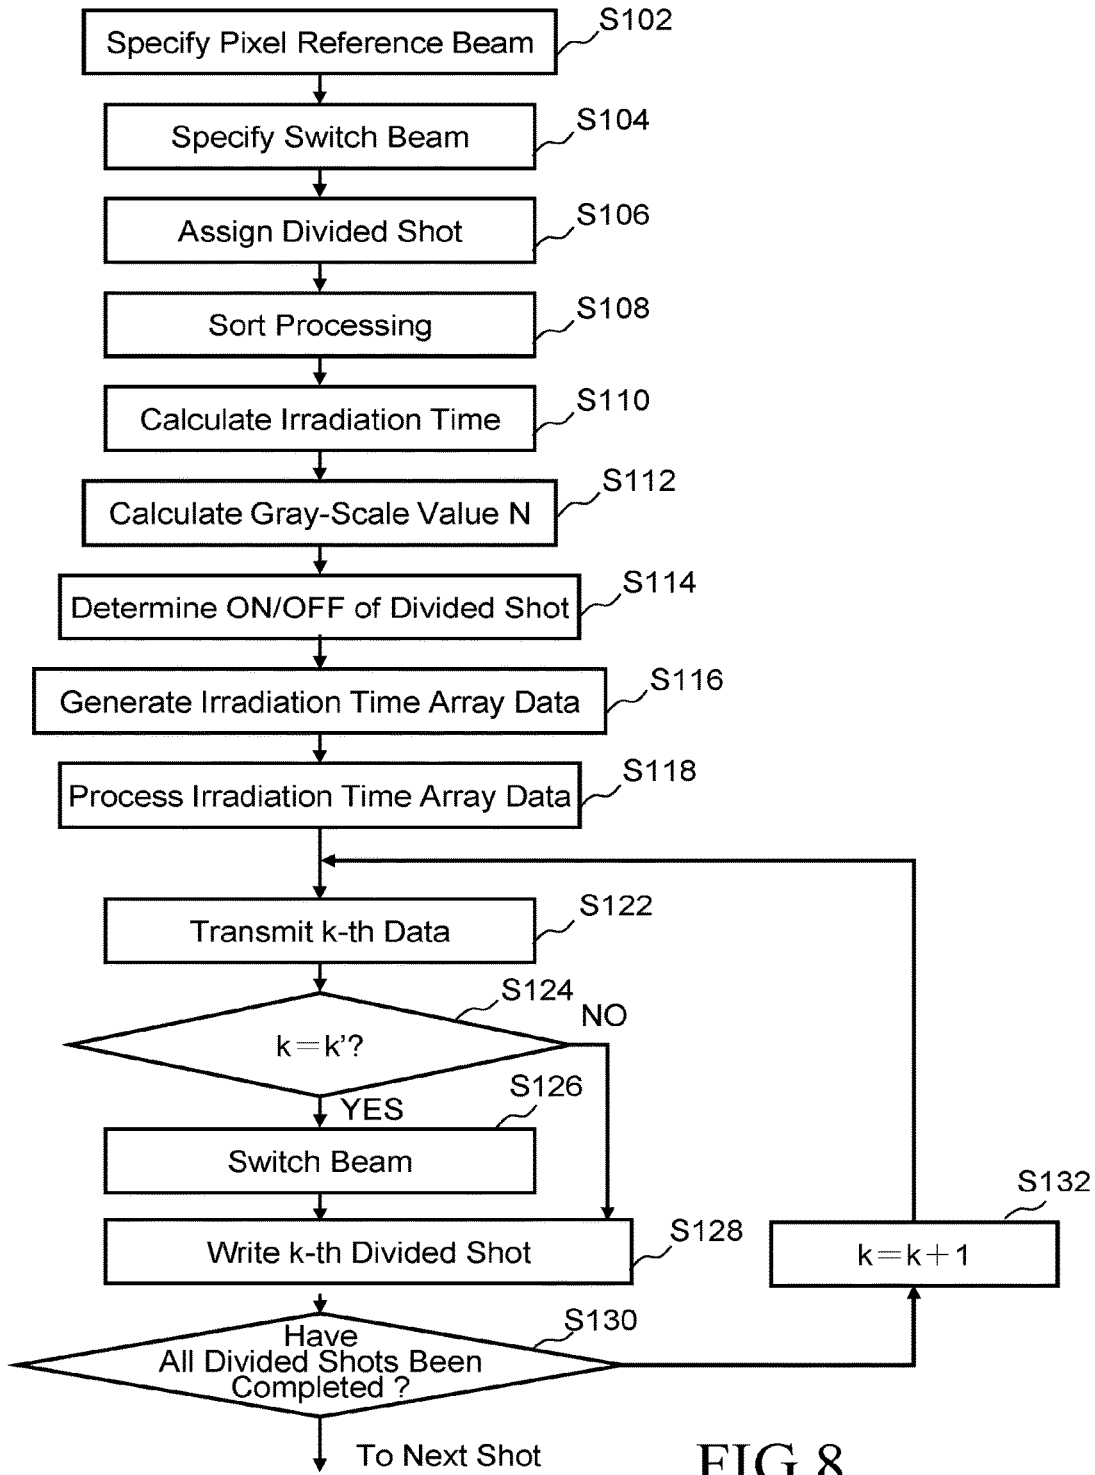 Specify Pixel Reference Beam
S102
Specify Switch Beam
S104
Assign Divided Shot
S106
Sort Processing
S108
Calculate Irradiation Time
S110
Calculate Gray-Scale Value N
S112
Determine ON/OFF of Divided Shot
S114
Generate Irradiation Time Array Data
S116
Process Irradiation Time Array Data
S118
Transmit k-th Data
S122
k=k'?
S124
NO
YES
Switch Beam
S126
Write k-th Divided Shot
S128
k=k+1
S132
Have
All Divided Shots Been
Completed ?
S130
To Next Shot
FIG.8